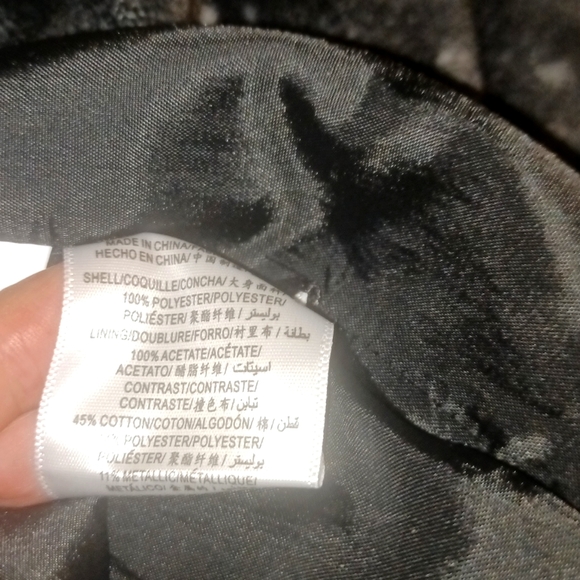 MADE IN CHINA/
HECHO EN CHINA/中国制
SHELL/COQUILLE/CONCHA/大身面料
100% POLYESTER/POLYESTER/
POLIÉSTER/聚酯纤维/بوليستر/
LINING/DOUBLURE/FORRO/衬里布/بطانة/
100% ACETATE/ACÉTATE/
ACETATO/醋酯纤维/اسيتات
CONTRAST/CONTRASTE/
CONTRASTE/撞色布/تباين/
45% COTTON/COTON/ALGODÓN/棉/قطن/
POLYESTER/POLYESTER/
POLIÉSTER/聚酯纤维/بوليستر/
11% METALLIC/METALLIQUE/
METÁLICO/